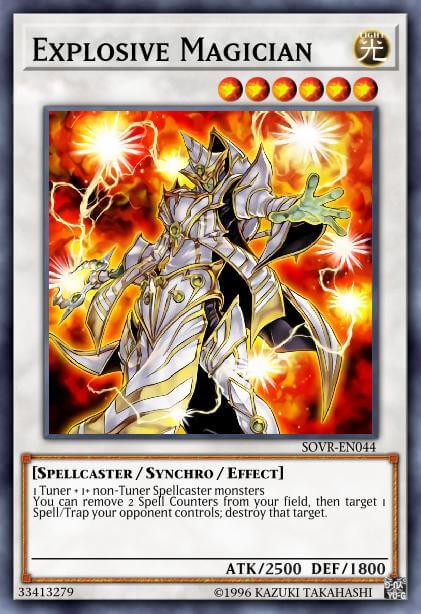 Explosive Magician
LIGHT
光
SOVR-EN044
[Spellcaster / Synchro / Effect]
1 Tuner + 1+ non-Tuner Spellcaster monsters
You can remove 2 Spell Counters from your field, then target 1
Spell/Trap your opponent controls; destroy that target.
ATK/2500 DEF/1800
33413279
©1996 KAZUKI TAKAHASHI